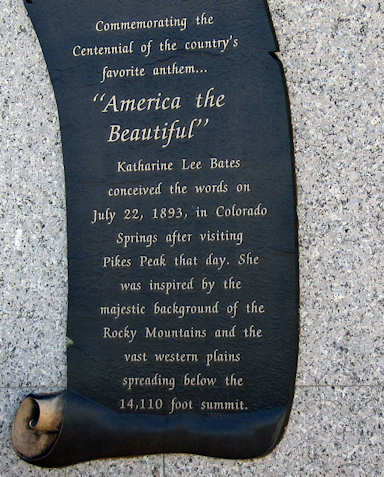 Commemorating the
Centennial of the country's
favorite anthem...
"America the
Beautiful"
Katharine Lee Bates
conceived the words on
July 22, 1893, in Colorado
Springs after visiting
Pikes Peak that day. She
was inspired by the
majestic background of the
Rocky Mountains and the
vast western plains
spreading below the
14,110 foot summit.